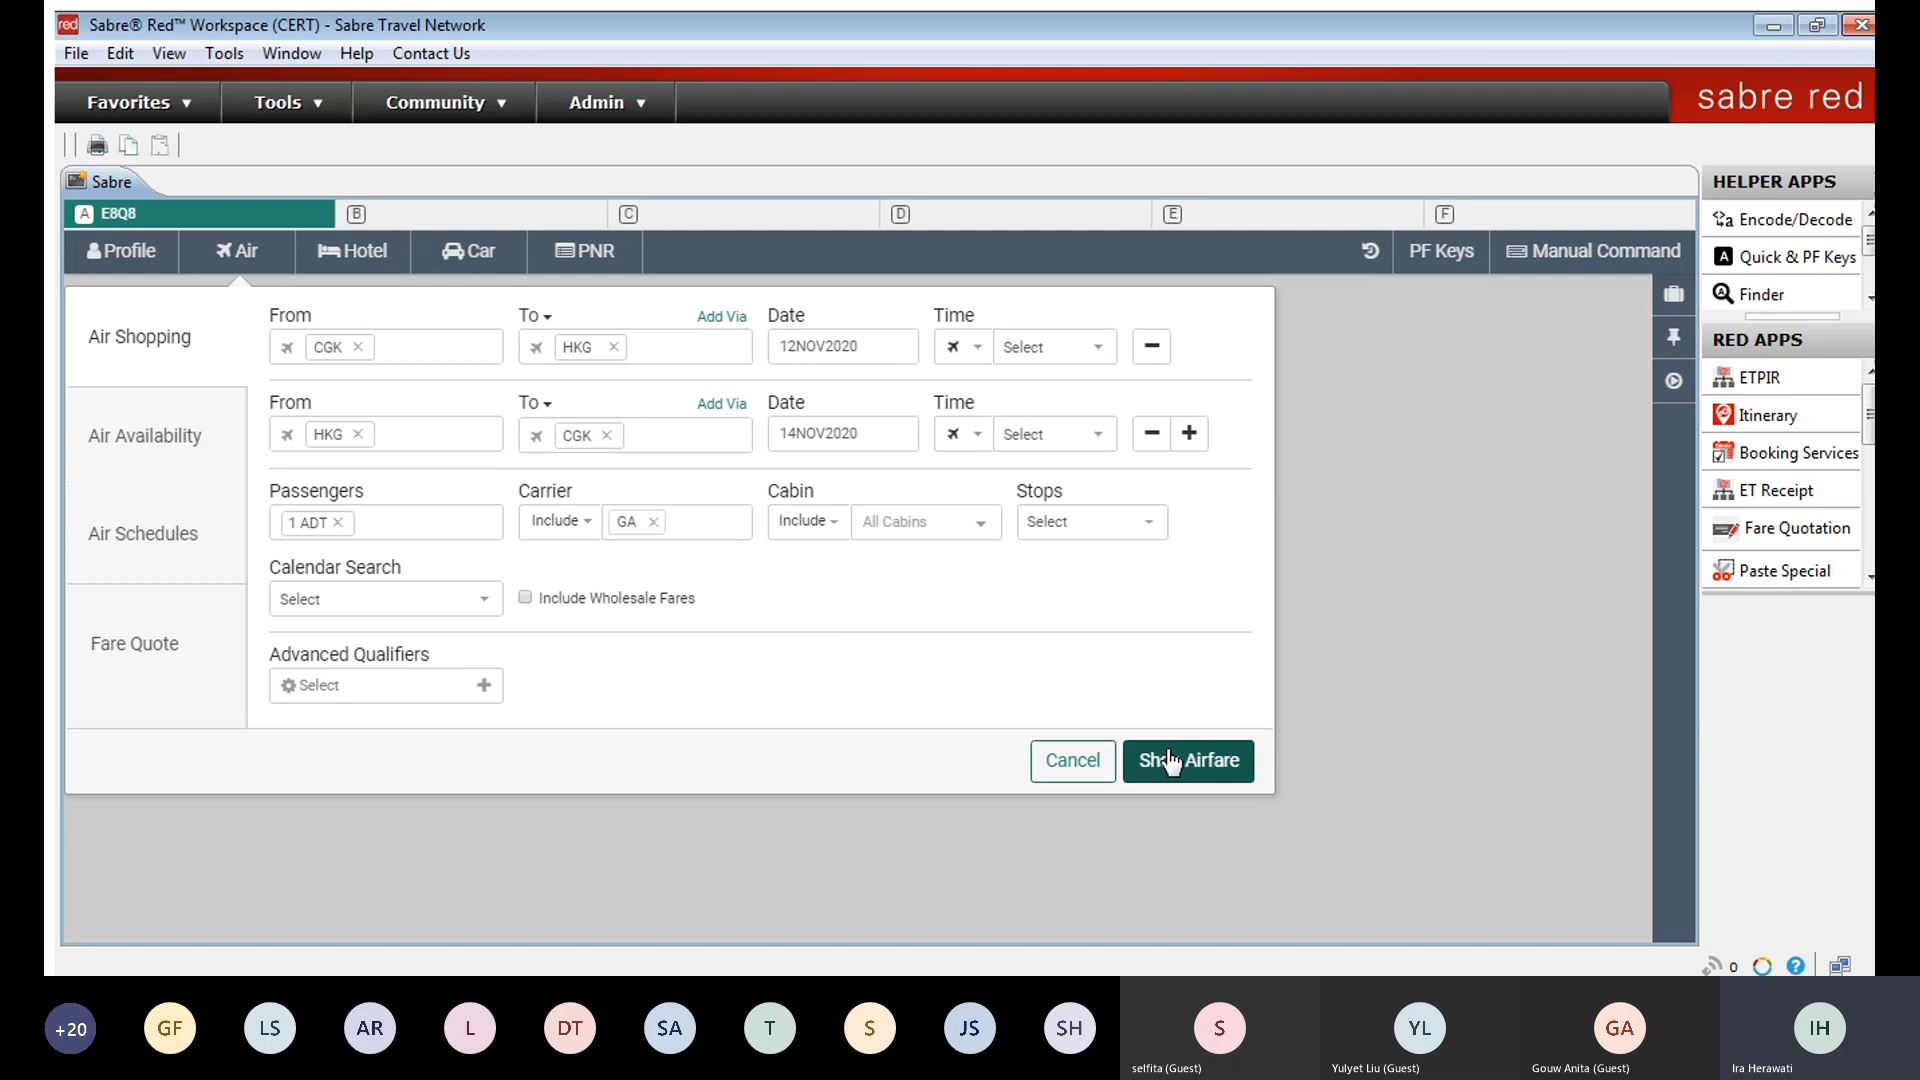 red Sabre® Red™ Workspace (CERT) - Sabre Travel Network
File Edit View Tools Window Help Contact Us
Favorites Tools Community Admin sabre red
Sabre
A E8Q8 B C D E F
Profile Air Hotel Car PNR PF Keys Manual Command
Air Shopping
Air Availability
Air Schedules
Fare Quote
From To Add Via Date Time
CGK HKG 12NOV2020 Select
From To Add Via Date Time
HKG CGK 14NOV2020 Select
Passengers Carrier Cabin Stops
1 ADT Include GA Include All Cabins Select
Calendar Search
Select Include Wholesale Fares
Advanced Qualifiers
Select
Cancel Airfare
HELPER APPS
Encode/Decode
A Quick & PF Keys
Finder
RED APPS
ETPIR
Itinerary
Booking Services
ET Receipt
Fare Quotation
Paste Special
0
+20 GF LS AR L DT SA T S JS SH S YL GA IH
selfita (Guest) Yulyet Liu (Guest) Gouw Anita (Guest) Ira Herawati